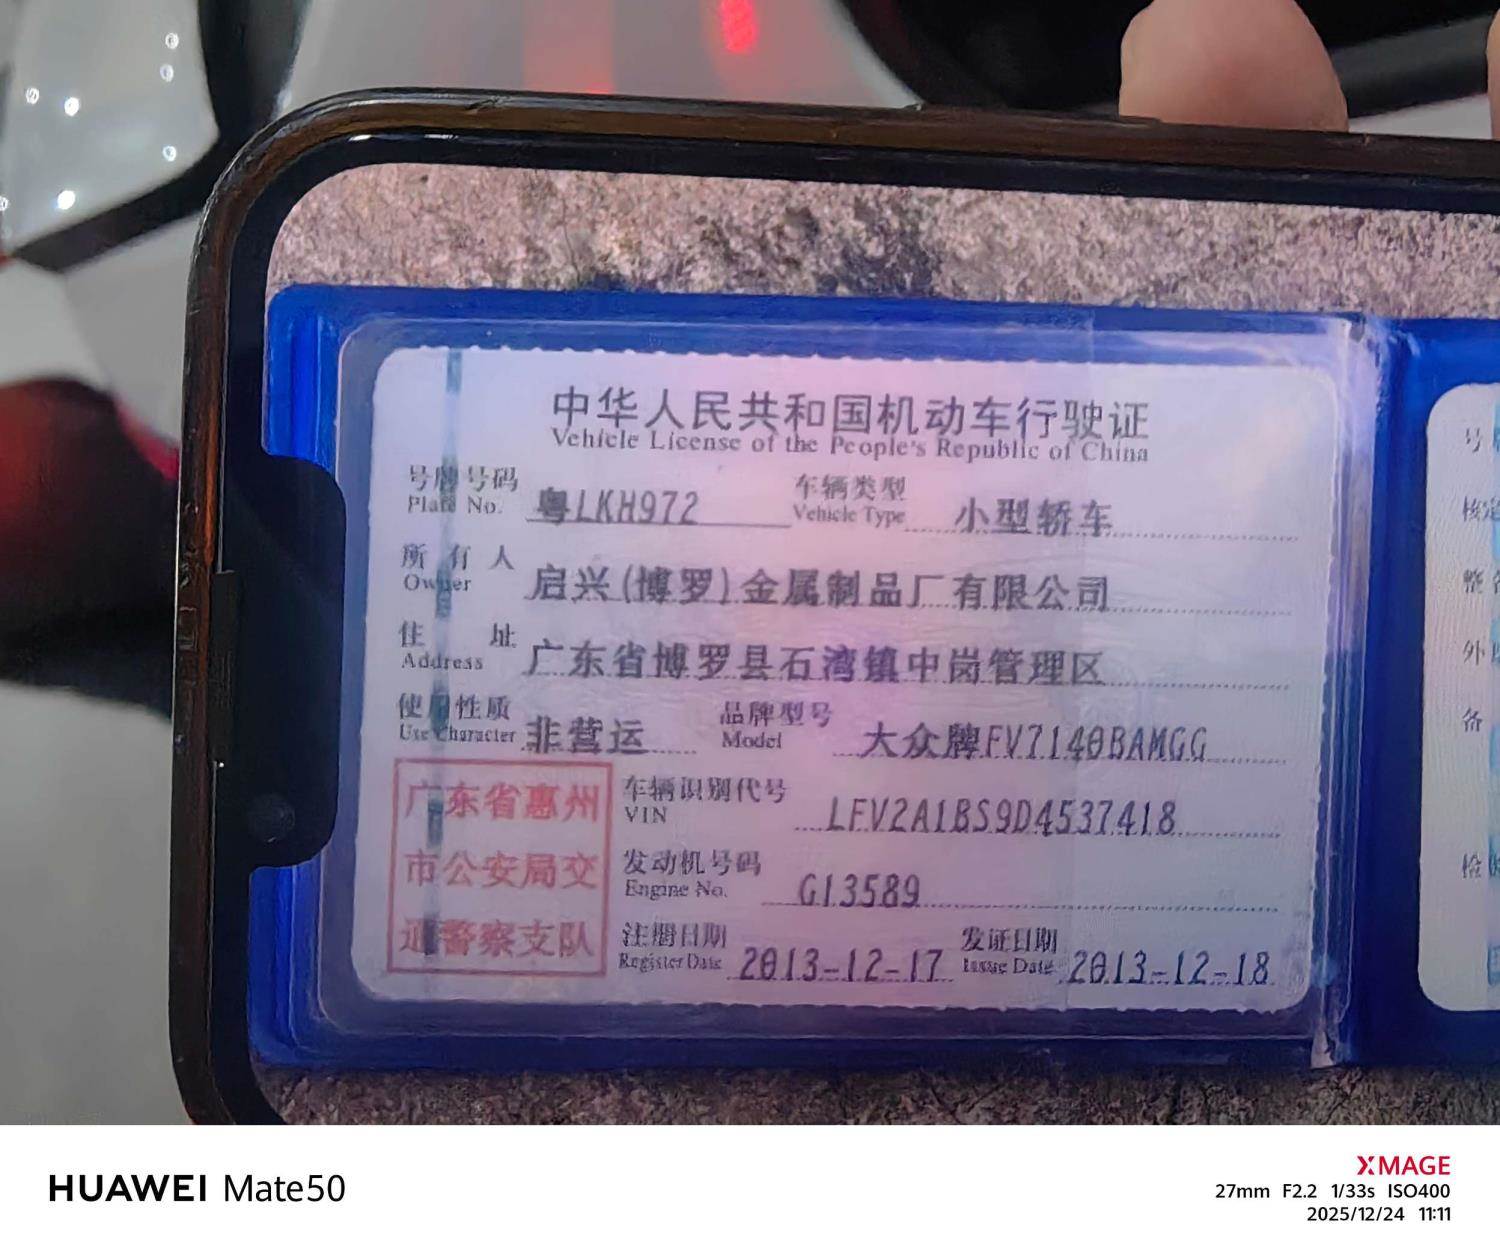 中华人民共和国机动车行驶证
Vehicle License of the People's Republic of China
号牌号码 粤LKH972 车辆类型 小型轿车
Plate No. Vehicle Type
所有人 启兴(博罗)金属制品厂有限公司
Owner
住址 广东省博罗县石湾镇中岗管理区
Address
使用性质 非营运 品牌型号 大众牌FV7140BAMGG
Use Character Model
车辆识别代号 LFV2A1BS9D4537418
VIN
发动机号码 G13589
Engine No.
注册日期 2013-12-17 发证日期 2013-12-18
Register Date Issue Date
广东省惠州
市公安局交
通警察支队
号
核定
整
外
备
检
HUAWEI Mate50
XMAGE
27mm F2.2 1/33s ISO400
2025/12/24 11:11